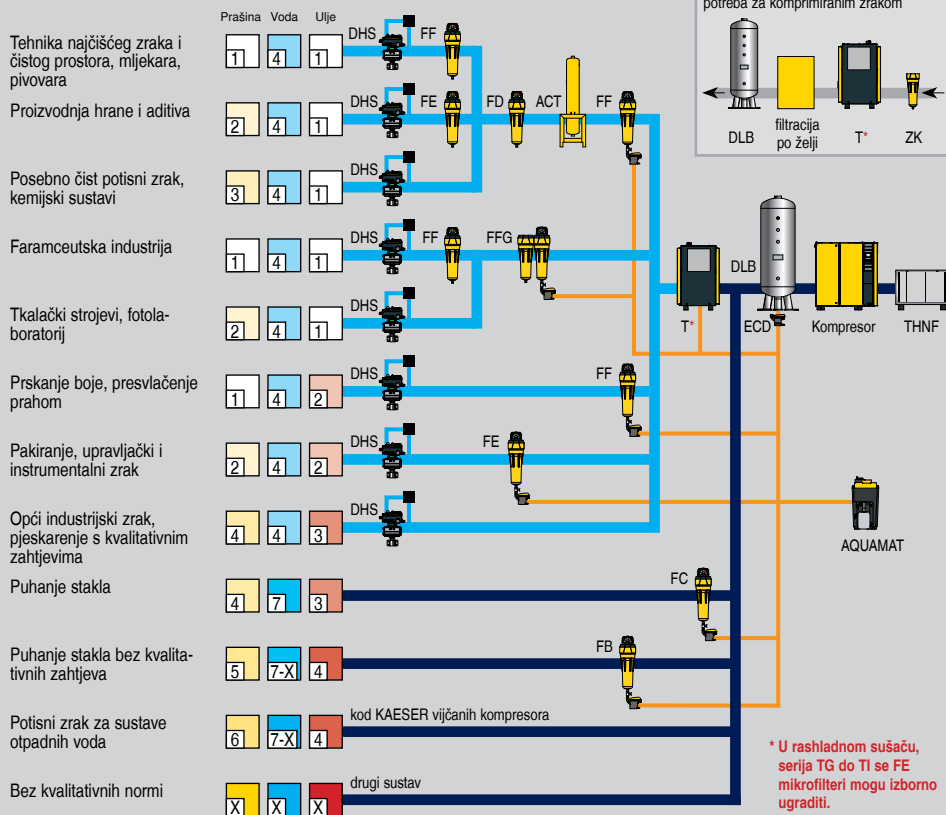 potreba za komprimiranim zrakom
DLB
filtracija
po želji
T*
ZK
Prašina Voda Ulje
Tehnika najčišćeg zraka i
čistog prostora, mljekara,
pivovara
1 4 1 DHS FF
Proizvodnja hrane i aditiva
2 4 1 DHS FE FD ACT FF
Posebno čist potisni zrak,
kemijski sustavi
3 4 1 DHS
Faramceutska industrija
1 4 1 DHS FF FFG
Tkalački strojevi, fotola-
boratorij
2 4 1 DHS
T* DLB ECD Kompresor THNF
Prskanje boje, presvlačenje
prahom
1 4 2 DHS FF
Pakiranje, upravljački i
instrumentalni zrak
2 4 2 DHS FE
Opći industrijski zrak,
pjeskarenje s kvalitativnim
zahtjevima
4 4 3 DHS
AQUAMAT
Puhanje stakla
4 7 3 FC
Puhanje stakla bez kvalita-
tivnih zahtjeva
5 7-X 4 FB
Potisni zrak za sustave
otpadnih voda
6 7-X 4 kod KAESER vijčanih kompresora
Bez kvalitativnih normi
X X X drugi sustav
* U rashladnom sušaču,
serija TG do TI se FE
mikrofilteri mogu izborno
ugraditi.